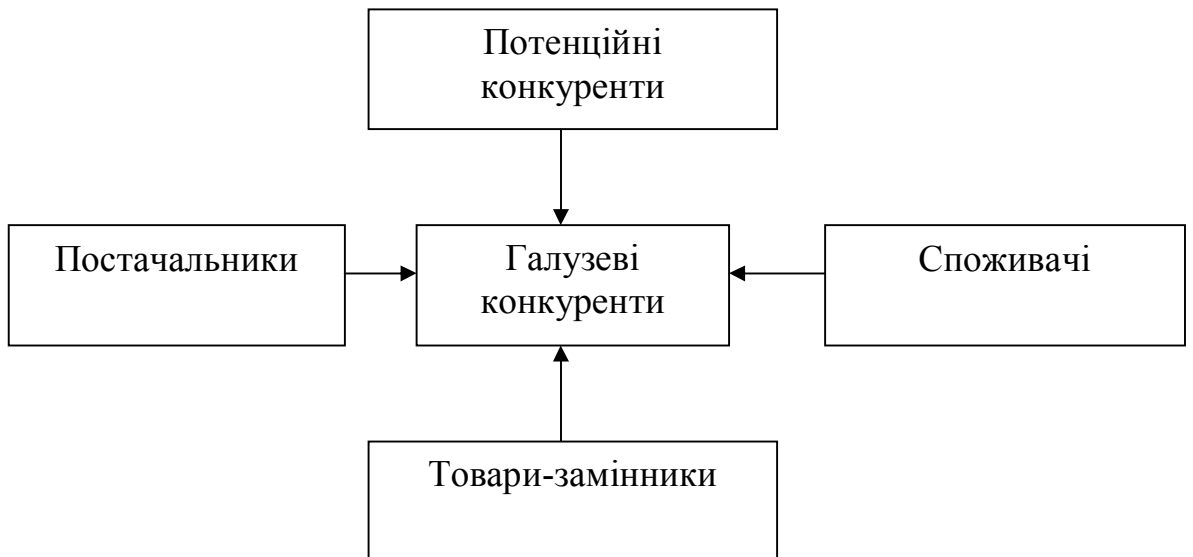 Потенційні
конкуренти
Постачальники
Галузеві
конкуренти
Споживачі
Товари-замінники